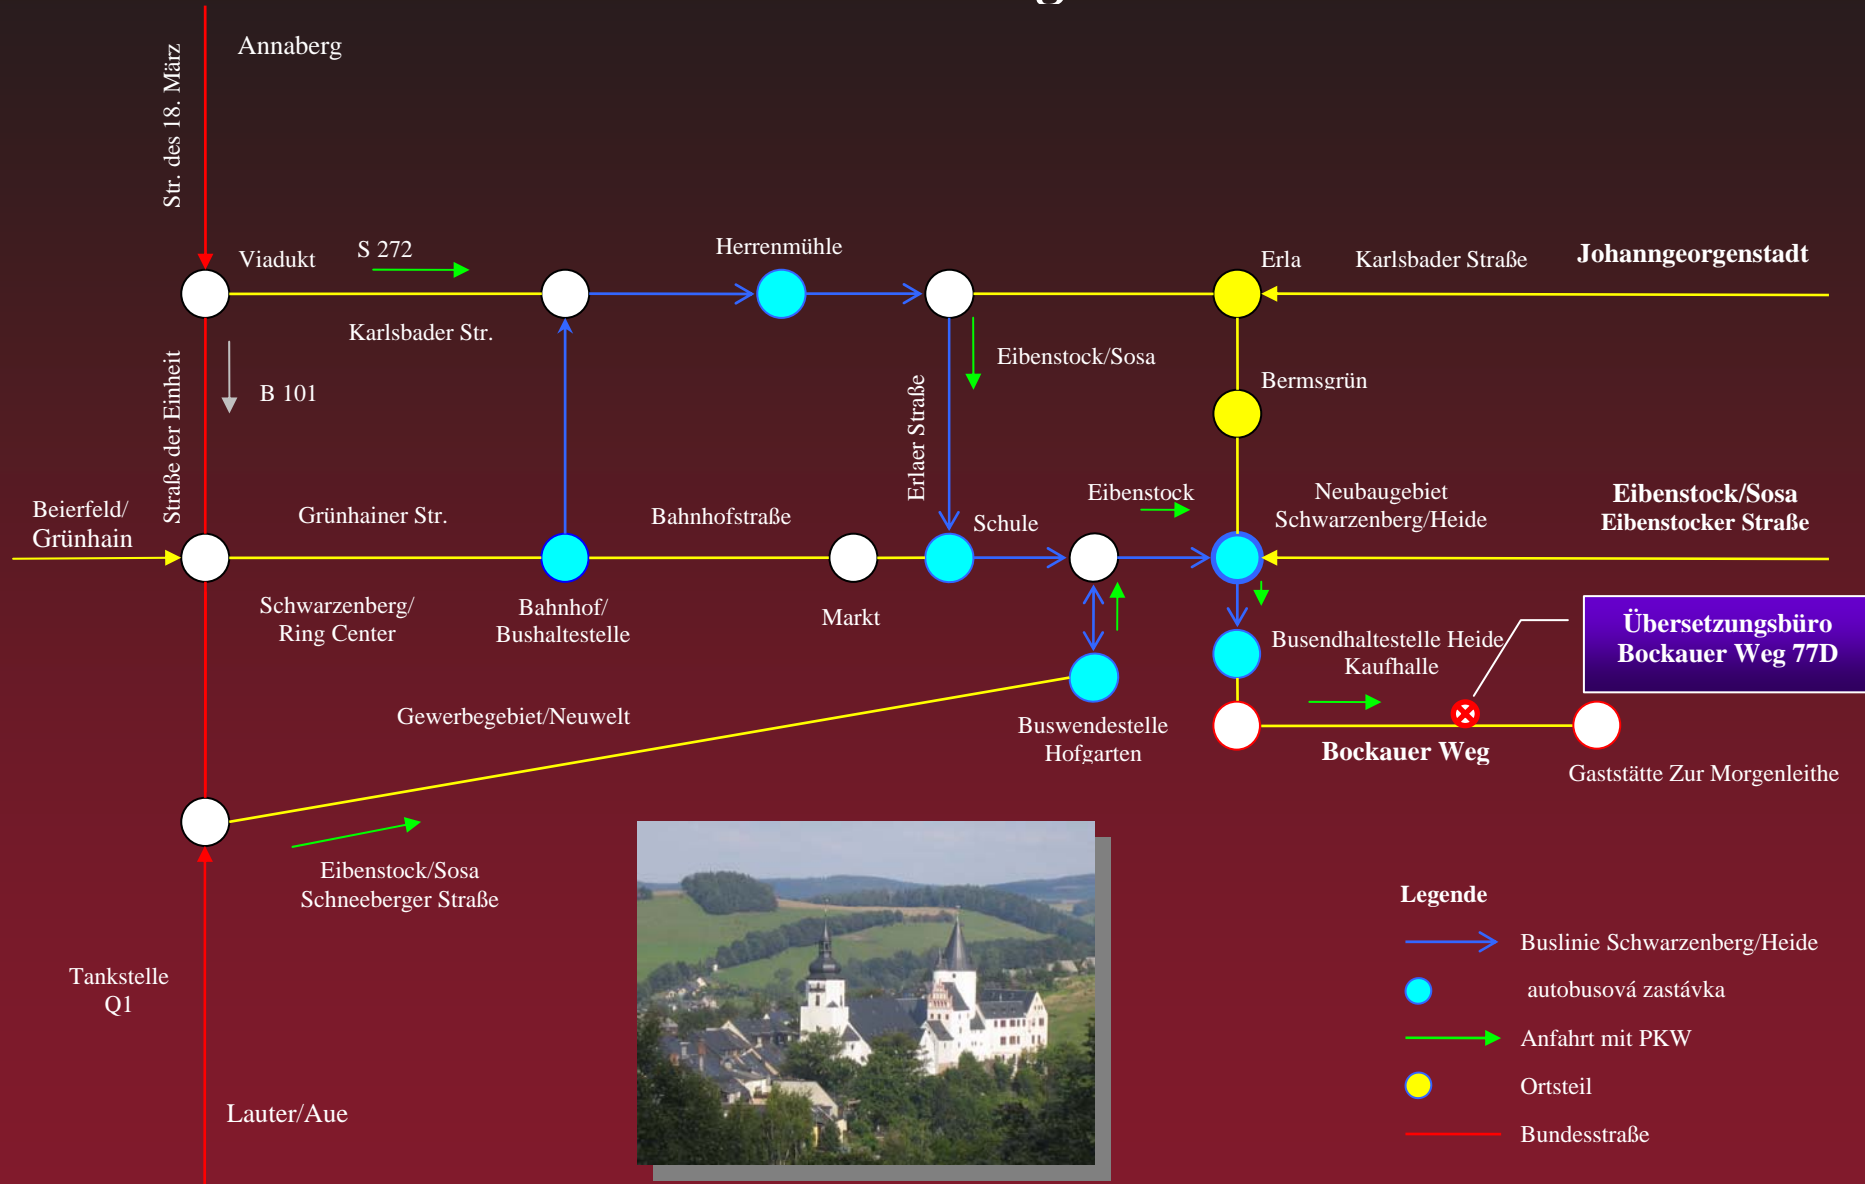 Annaberg
Str. des 18. März
Viadukt
S 272
Herrenmühle
Erla
Karlsbader Straße
Johanngeorgenstadt
Karlsbader Str.
Eibenstock/Sosa
Bermsgrün
Straße der Einheit
B 101
Erlaer Straße
Beierfeld/
Grünhain
Grünhainer Str.
Bahnhofstraße
Schule
Eibenstock
Neubaugebiet
Schwarzenberg/Heide
Eibenstock/Sosa
Eibenstocker Straße
Schwarzenberg/
Ring Center
Bahnhof/
Bushaltestelle
Markt
Busendhaltestelle Heide
Kaufhalle
Übersetzungsbüro
Bockauer Weg 77D
Gewerbegebiet/Neuwelt
Buswendestelle
Hofgarten
Bockauer Weg
Gaststätte Zur Morgenleithe
Eibenstock/Sosa
Schneeberger Straße
Tankstelle
Q1
Lauter/Aue
Legende
Buslinie Schwarzenberg/Heide
autobusová zastávka
Anfahrt mit PKW
Ortsteil
Bundesstraße